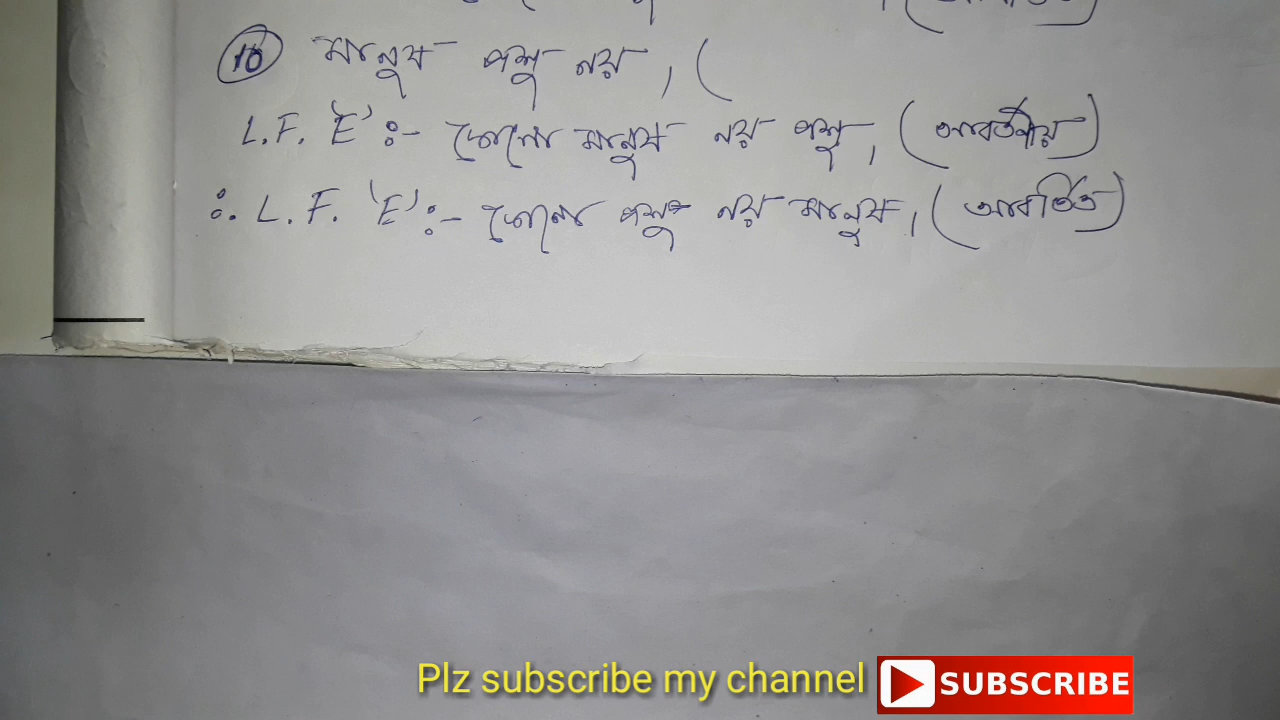 (10) মানুষ পশু নয়, (
L.F. 'E' :- কোনো মানুষ নয় পশু, (আবর্তনীয়)
∴ L.F. 'E' :- কোনো পশু নয় মানুষ, (আবর্তিত)
Plz subscribe my channel SUBSCRIBE